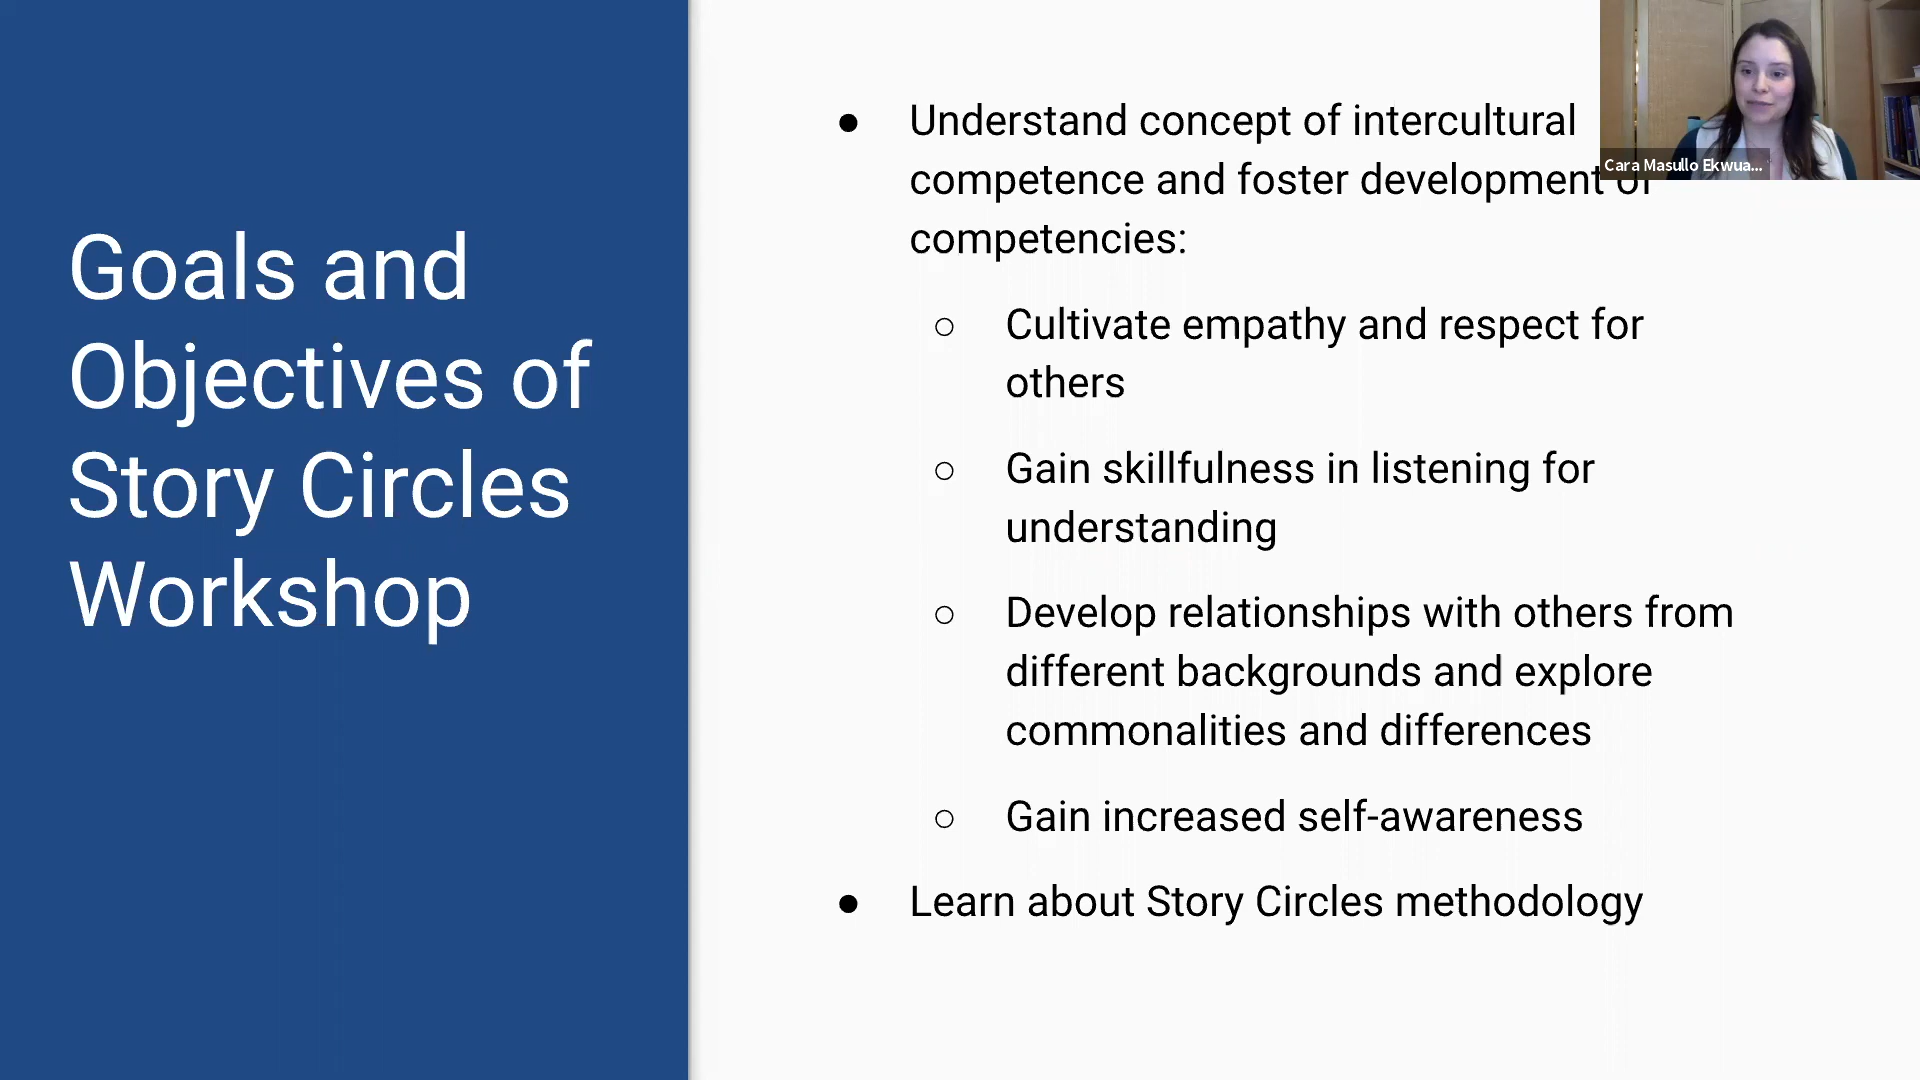 Goals and
Objectives of
Story Circles
Workshop
● Understand concept of intercultural
competence and foster development of
competencies:
○ Cultivate empathy and respect for
others
○ Gain skillfulness in listening for
understanding
○ Develop relationships with others from
different backgrounds and explore
commonalities and differences
○ Gain increased self-awareness
● Learn about Story Circles methodology
Cara Masullo Ekwua...